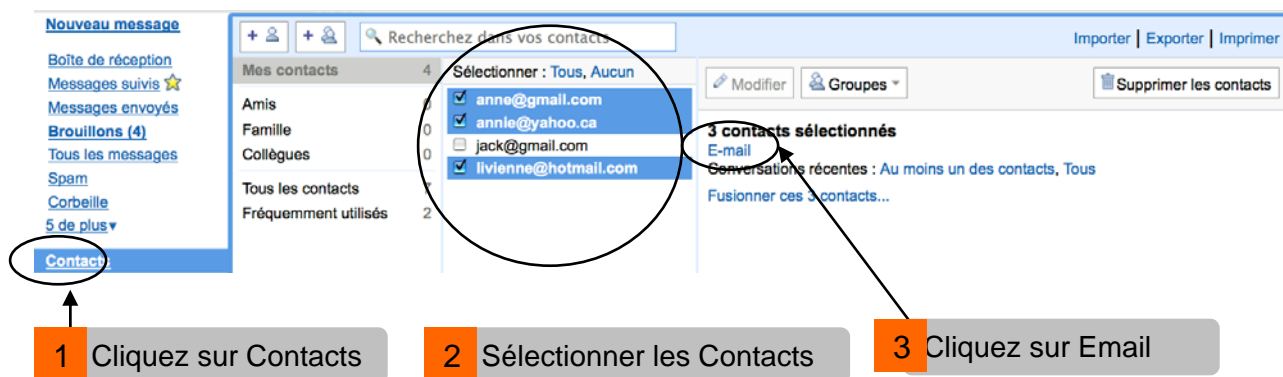 Nouveau message
Boîte de réception
Messages suivis
Messages envoyés
Brouillons (4)
Tous les messages
Spam
Corbeille
5 de plus
Contacts
Recherchez dans vos contacts
Importer | Exporter | Imprimer
Mes contacts 4
Amis 0
Famille 0
Collègues 0
Tous les contacts 7
Fréquemment utilisés 2
Sélectionner : Tous, Aucun
anne@gmail.com
annie@yahoo.ca
jack@gmail.com
livienne@hotmail.com
Modifier Groupes Supprimer les contacts
3 contacts sélectionnés
E-mail
Conversations récentes : Au moins un des contacts, Tous
Fusionner ces 3 contacts...
1 Cliquez sur Contacts
2 Sélectionner les Contacts
3 Cliquez sur Email